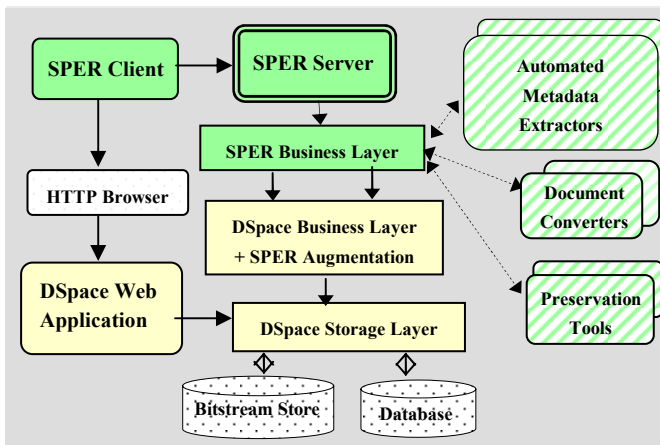 SPER Client
SPER Server
Automated
Metadata
Extractors
SPER Business Layer
HTTP Browser
Document
Converters
DSpace Business Layer
+ SPER Augmentation
DSpace Web
Application
Preservation
Tools
DSpace Storage Layer
Bitstream Store
Database